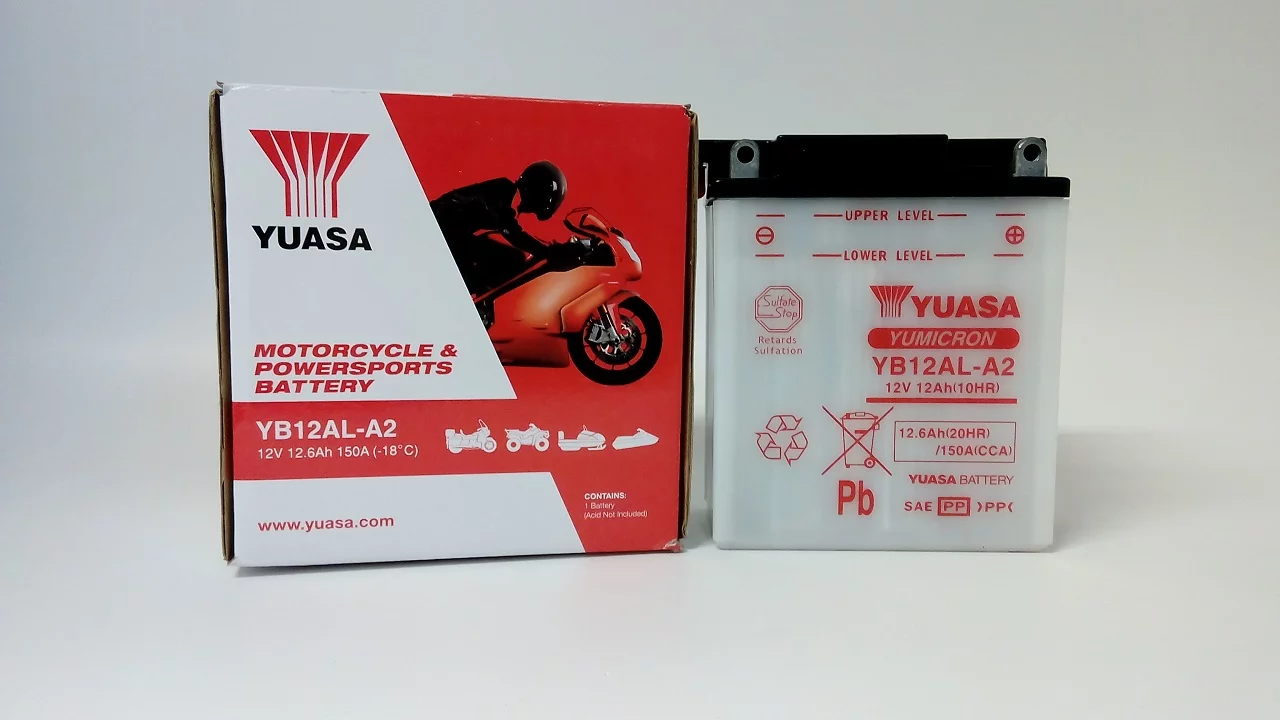 YUASA
MOTORCYCLE &
POWERSPORTS
BATTERY
YB12AL-A2
12V 12.6Ah 150A (-18°C)
CONTAINS:
1 Battery
(Acid Not Included)
www.yuasa.com
UPPER LEVEL
LOWER LEVEL
Sulfate
Stop
Retards
Sulfation
YUASA
YUMICRON
YB12AL-A2
12V 12Ah(10HR)
12.6Ah(20HR)
/150A(CCA)
Pb
YUASA BATTERY
SAE PP >PP<